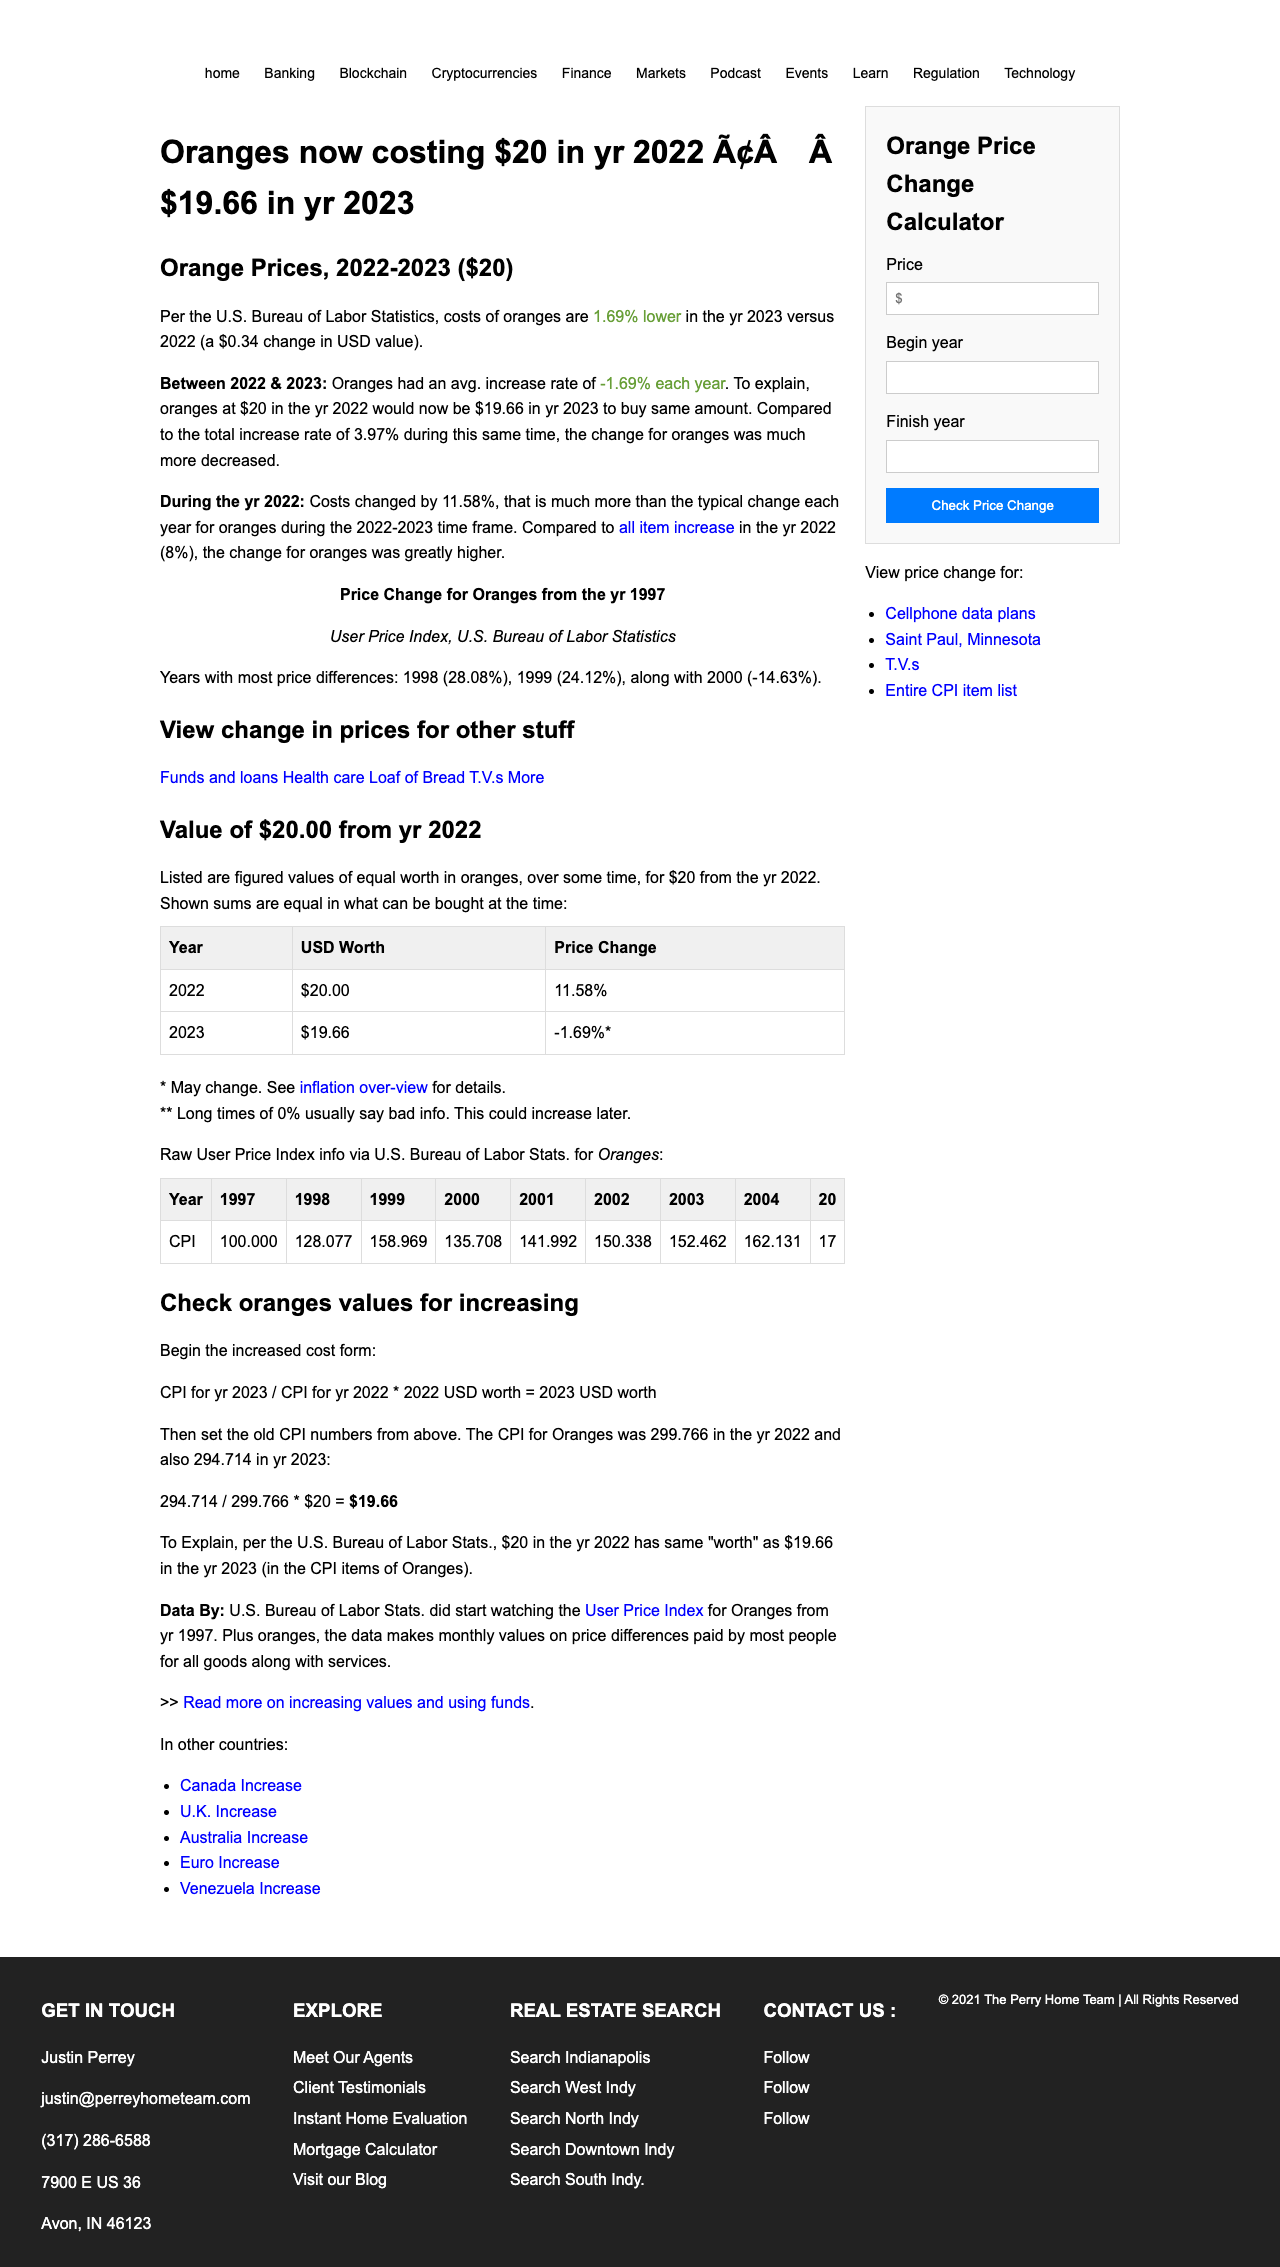 home Banking Blockchain Cryptocurrencies Finance Markets Podcast Events Learn Regulation Technology
Oranges now costing $20 in yr 2022 Ã¢Â Â
$19.66 in yr 2023
Orange Prices, 2022-2023 ($20)
Per the U.S. Bureau of Labor Statistics, costs of oranges are 1.69% lower in the yr 2023 versus
2022 (a $0.34 change in USD value).
Between 2022 & 2023: Oranges had an avg. increase rate of -1.69% each year. To explain,
oranges at $20 in the yr 2022 would now be $19.66 in yr 2023 to buy same amount. Compared
to the total increase rate of 3.97% during this same time, the change for oranges was much
more decreased.
During the yr 2022: Costs changed by 11.58%, that is much more than the typical change each
year for oranges during the 2022-2023 time frame. Compared to all item increase in the yr 2022
(8%), the change for oranges was greatly higher.
Price Change for Oranges from the yr 1997
User Price Index, U.S. Bureau of Labor Statistics
Years with most price differences: 1998 (28.08%), 1999 (24.12%), along with 2000 (-14.63%).
View change in prices for other stuff
Funds and loans Health care Loaf of Bread T.V.s More
Value of $20.00 from yr 2022
Listed are figured values of equal worth in oranges, over some time, for $20 from the yr 2022.
Shown sums are equal in what can be bought at the time:
Year USD Worth Price Change
2022 $20.00 11.58%
2023 $19.66 -1.69%*
* May change. See inflation over-view for details.
** Long times of 0% usually say bad info. This could increase later.
Raw User Price Index info via U.S. Bureau of Labor Stats. for Oranges:
Year 1997 1998 1999 2000 2001 2002 2003 2004 20
CPI 100.000 128.077 158.969 135.708 141.992 150.338 152.462 162.131 17
Check oranges values for increasing
Begin the increased cost form:
CPI for yr 2023 / CPI for yr 2022 * 2022 USD worth = 2023 USD worth
Then set the old CPI numbers from above. The CPI for Oranges was 299.766 in the yr 2022 and
also 294.714 in yr 2023:
294.714 / 299.766 * $20 = $19.66
To Explain, per the U.S. Bureau of Labor Stats., $20 in the yr 2022 has same "worth" as $19.66
in the yr 2023 (in the CPI items of Oranges).
Data By: U.S. Bureau of Labor Stats. did start watching the User Price Index for Oranges from
yr 1997. Plus oranges, the data makes monthly values on price differences paid by most people
for all goods along with services.
>> Read more on increasing values and using funds.
In other countries:
Canada Increase
U.K. Increase
Australia Increase
Euro Increase
Venezuela Increase
Orange Price
Change
Calculator
Price
$
Begin year
Finish year
Check Price Change
View price change for:
Cellphone data plans
Saint Paul, Minnesota
T.V.s
Entire CPI item list
GET IN TOUCH
Justin Perrey
justin@perreyhometeam.com
(317) 286-6588
7900 E US 36
Avon, IN 46123
EXPLORE
Meet Our Agents
Client Testimonials
Instant Home Evaluation
Mortgage Calculator
Visit our Blog
REAL ESTATE SEARCH
Search Indianapolis
Search West Indy
Search North Indy
Search Downtown Indy
Search South Indy.
CONTACT US :
Follow
Follow
Follow
© 2021 The Perry Home Team | All Rights Reserved